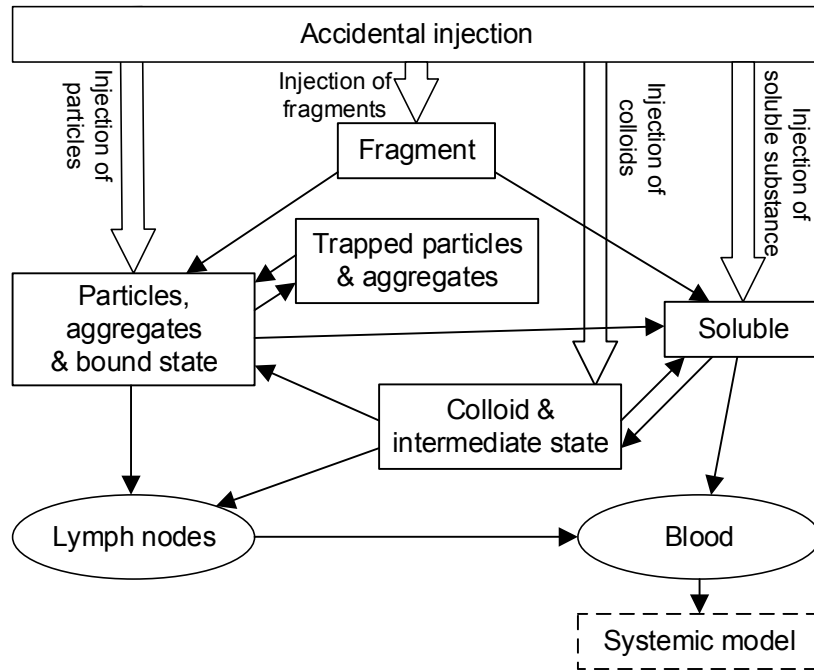 Accidental injection
Injection of
particles
Injection of
fragments
Injection of
colloids
Injection of
soluble substance
Fragment
Trapped particles
& aggregates
Particles,
aggregates
& bound state
Soluble
Colloid &
intermediate state
Lymph nodes
Blood
Systemic model